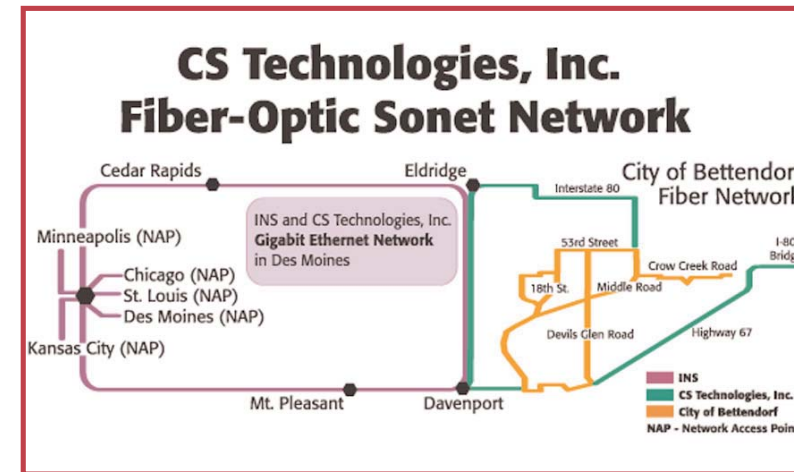 CS Technologies, Inc.
Fiber-Optic Sonet Network
Cedar Rapids
Eldridge
City of Bettendor
Fiber Network
Interstate 80
INS and CS Technologies, Inc.
Gigabit Ethernet Network
in Des Moines
Minneapolis (NAP)
53rd Street
I-80
Bridg
Crow Creek Road
Chicago (NAP)
St. Louis (NAP)
Des Moines (NAP)
18th St.
Middle Road
Devils Glen Road
Highway 67
Kansas City (NAP)
Mt. Pleasant
Davenport
INS
CS Technologies, Inc.
City of Bettendorf
NAP - Network Access Poin